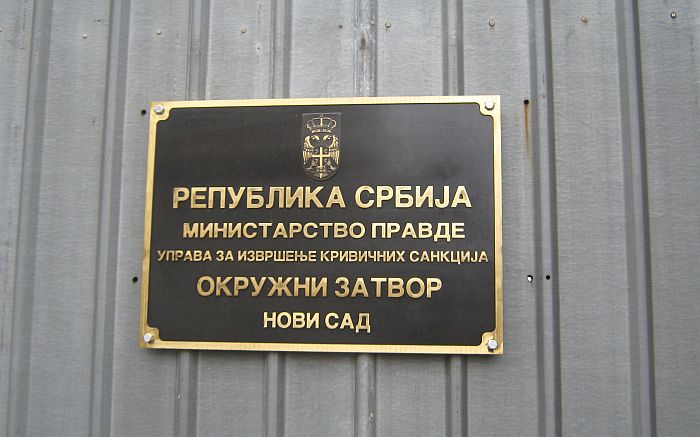 РЕПУБЛИКА СРБИЈА
МИНИСТАРСТВО ПРАВДЕ
УПРАВА ЗА ИЗВРШЕЊЕ КРИВИЧНИХ САНКЦИЈА
ОКРУЖНИ ЗАТВОР
НОВИ САД